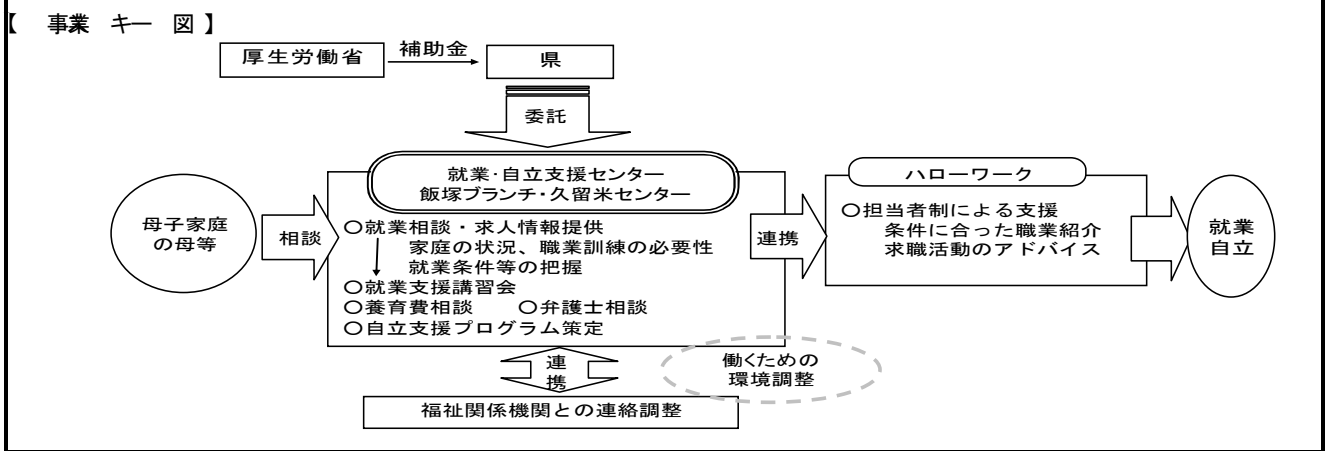 【 事業 キー 図】
厚生労働省
補助金
県
委託
就業・自立支援センター
飯塚ブランチ・久留米センター
母子家庭
の母等
相談
○就業相談・求人情報提供
家庭の状況、職業訓練の必要性
就業条件等の把握
○就業支援講習会
○養育費相談 ○弁護士相談
○自立支援プログラム策定
連携
ハローワーク
○担当者制による支援
条件に合った職業紹介
求職活動のアドバイス
就業
自立
連
携
働くための
環境調整
福祉関係機関との連絡調整